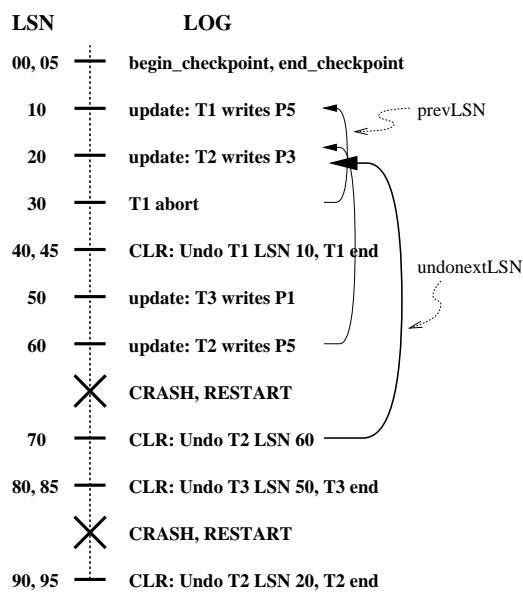 LSN LOG
00, 05 begin_checkpoint, end_checkpoint
10 update: T1 writes P5 prevLSN
20 update: T2 writes P3
30 T1 abort
40, 45 CLR: Undo T1 LSN 10, T1 end
undonextLSN
50 update: T3 writes P1
60 update: T2 writes P5
CRASH, RESTART
70 CLR: Undo T2 LSN 60
80, 85 CLR: Undo T3 LSN 50, T3 end
CRASH, RESTART
90, 95 CLR: Undo T2 LSN 20, T2 end